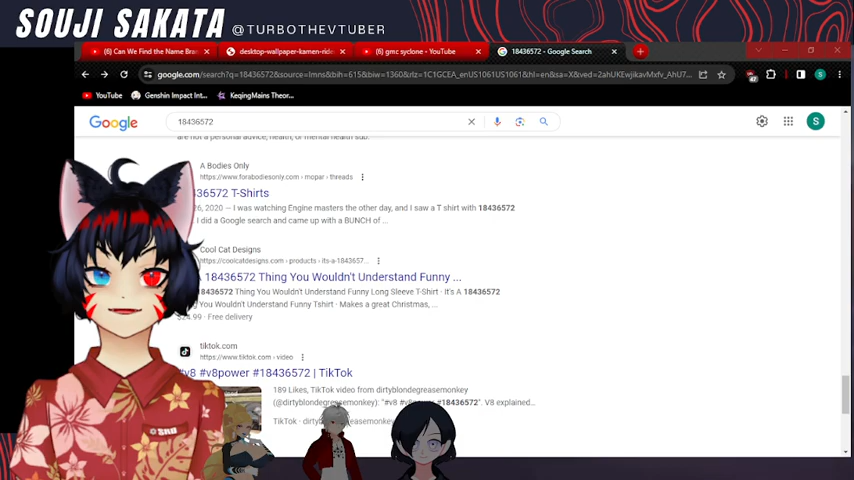 SOUJI SAKATA @TURBOTHEVTUBER
(6) Can We Find the Name Bra
desktop-wallpaper-kamen-ride
(6) gmc syclone - YouTube
18436572 - Google Search
google.com/search?q=18436572&source=lmns&bih=615&biw=1360&rlz=1C1GCEA_enUS1061US1061&hl=en&sa=X&ved=2ahUKEwjikavMxfv_AhU7...
YouTube
Genshin Impact Int...
KeqingMains Theor...
Google
18436572
S
are not a personal advice, health, or mental health sub.
A Bodies Only
https://www.forabodiesonly.com › mopar › threads
36572 T-Shirts
26, 2020 — I was watching Engine masters the other day, and I saw a T shirt with 18436572
I did a Google search and came up with a BUNCH of ...
Cool Cat Designs
https://coolcatdesigns.com › products › its-a-1843657...
18436572 Thing You Wouldn't Understand Funny ...
18436572 Thing You Wouldn't Understand Funny Long Sleeve T-Shirt · It's A 18436572
You Wouldn't Understand Funny Tshirt · Makes a great Christmas, ...
$24.99 · Free delivery
tiktok.com
https://www.tiktok.com › video
#v8 #v8power #18436572 | TikTok
189 Likes, TikTok video from dirtyblondegreasemonkey
(@dirtyblondegreasemonkey): "#v8 #v8power #18436572". V8 explained...
TikTok · dirtyb